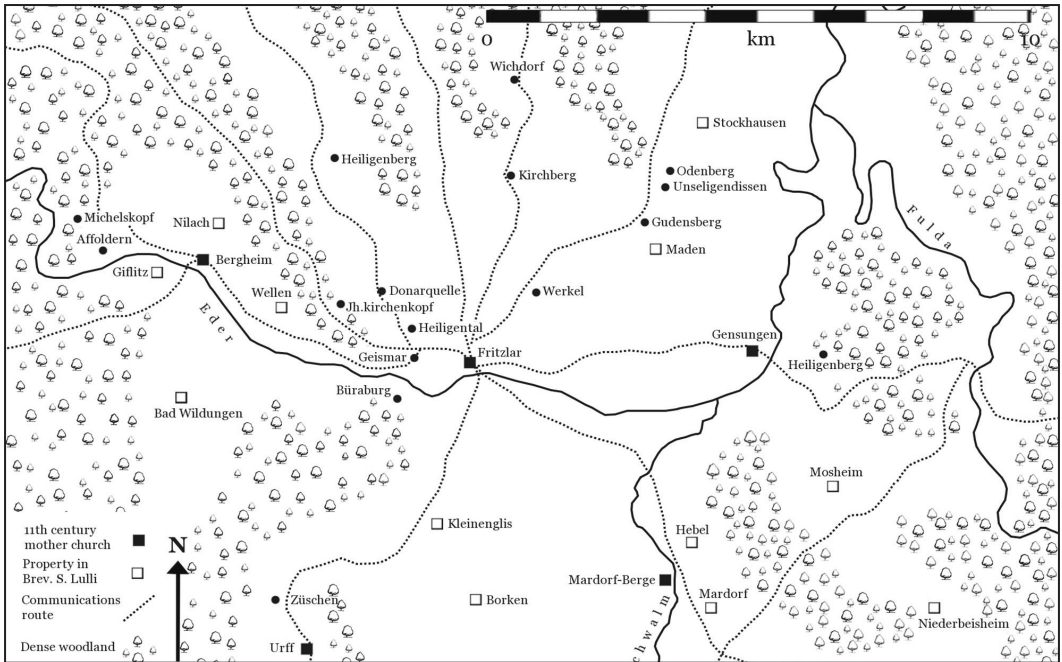 0
km
10
Wichdorf
Stockhausen
Heiligenberg
Kirchberg
Odenberg
Unseligendissen
Michelskopf
Nilach
Gudensberg
Fulda
Affoldern
Maden
Giflitz
Bergheim
Wellen
Donarquelle
Werkel
Jh.kirchenkopf
Eder
Heiligental
Gensungen
Geismar
Fritzlar
Heiligenberg
Büraburg
Bad Wildungen
Mosheim
Kleinenglis
Hebel
11th century
mother church
N
Property in
Brev. S. Lulli
Mardorf-Berge
Mardorf
Communications
route
Züschen
Borken
Niederbeisheim
chwalm
Dense woodland
Urff